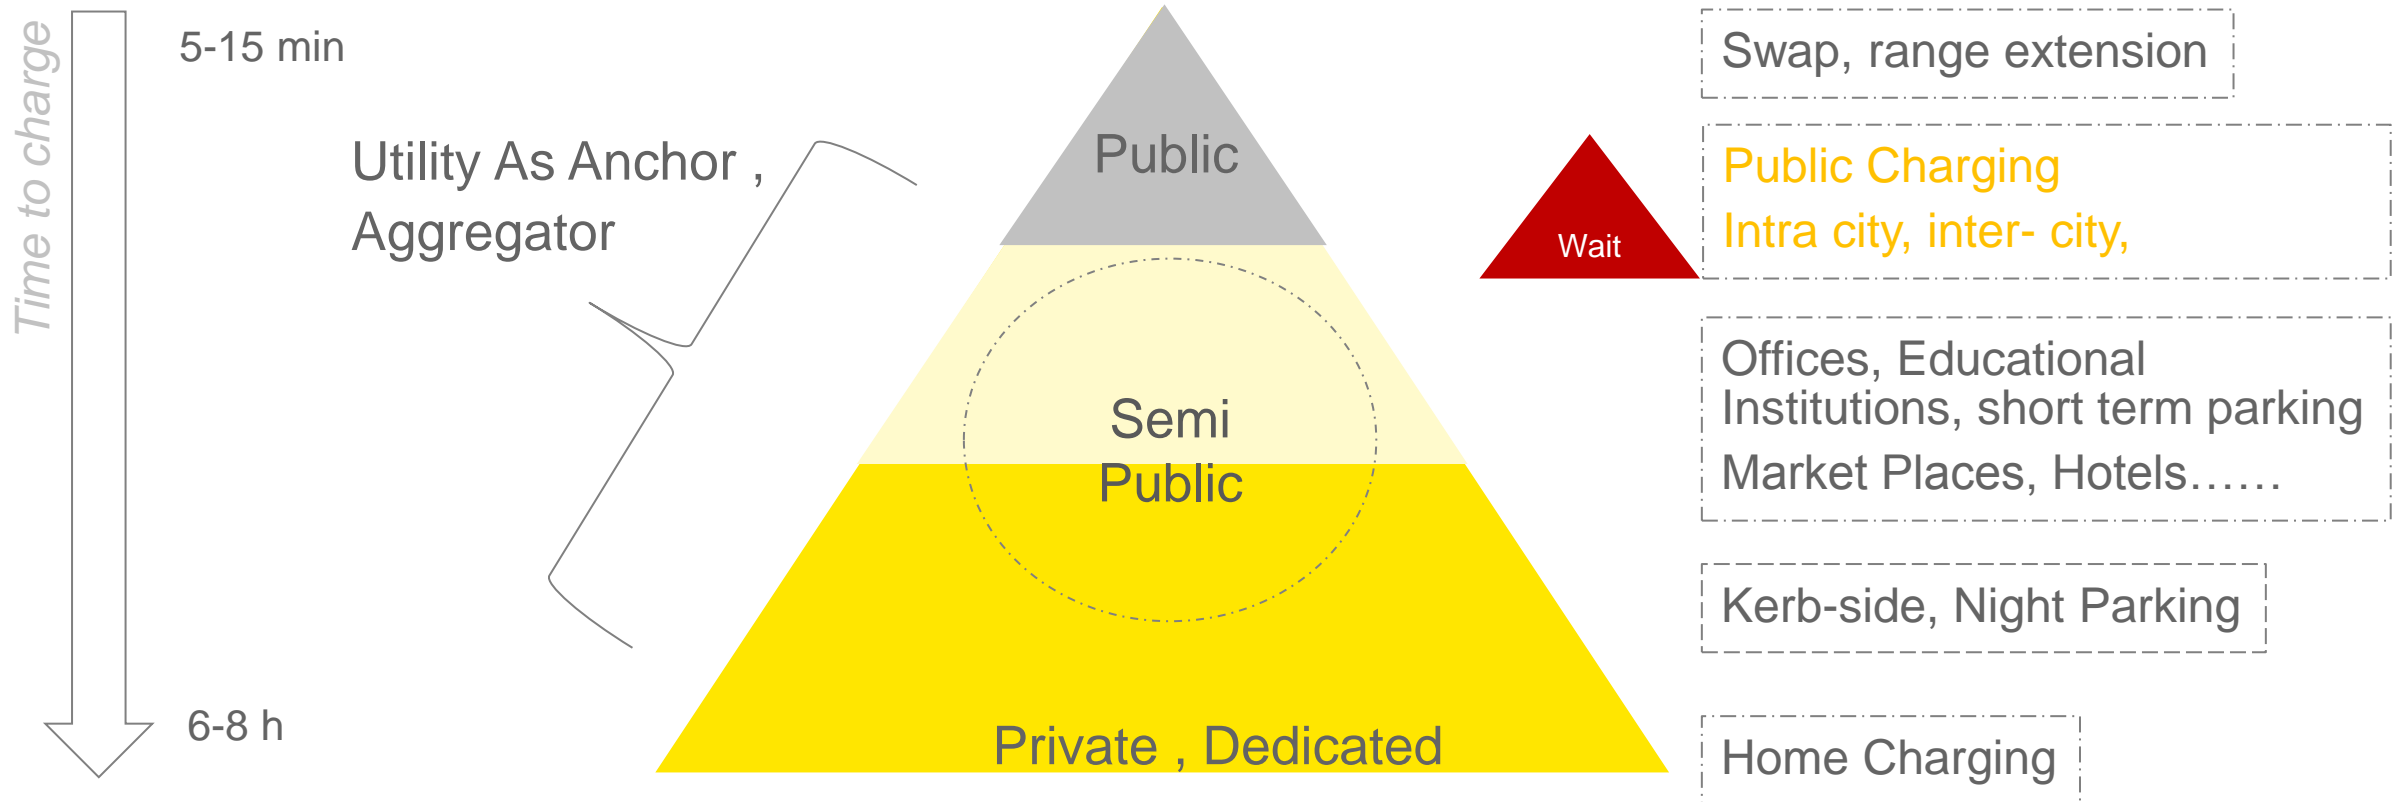 Time to charge
5-15 min
Utility As Anchor ,
Aggregator
6-8 h
Public
Semi
Public
Private , Dedicated
Wait
Swap, range extension
Public Charging
Intra city, inter- city,
Offices, Educational
Institutions, short term parking
Market Places, Hotels……
Kerb-side, Night Parking
Home Charging